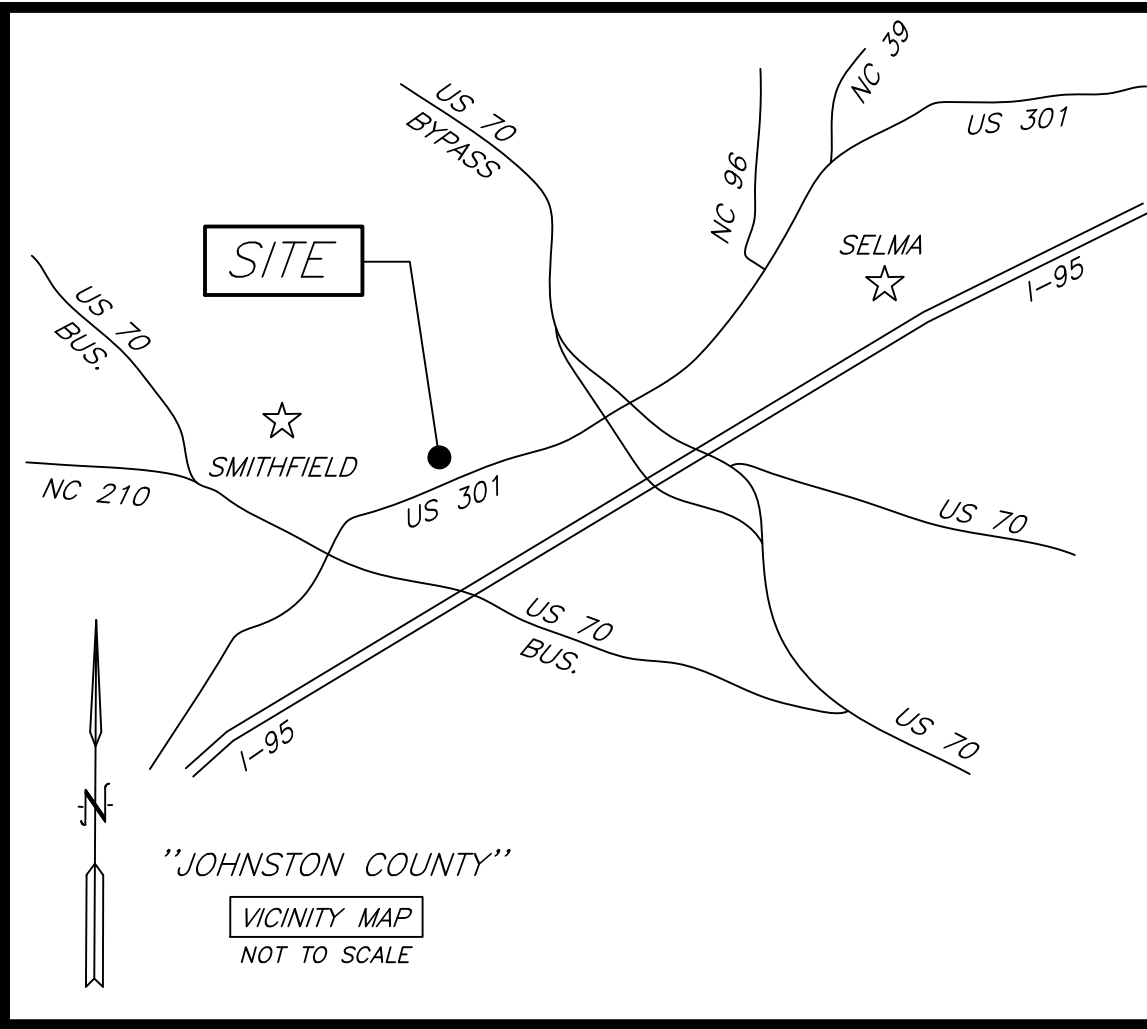 NC 39
US 70
BYPASS
US 301
NC 96
SITE
SELMA
I-95
US 70
BUS.
SMITHFIELD
NC 210
US 301
US 70
US 70
BUS.
US 70
I-95
N
"JOHNSTON COUNTY"
VICINITY MAP
NOT TO SCALE